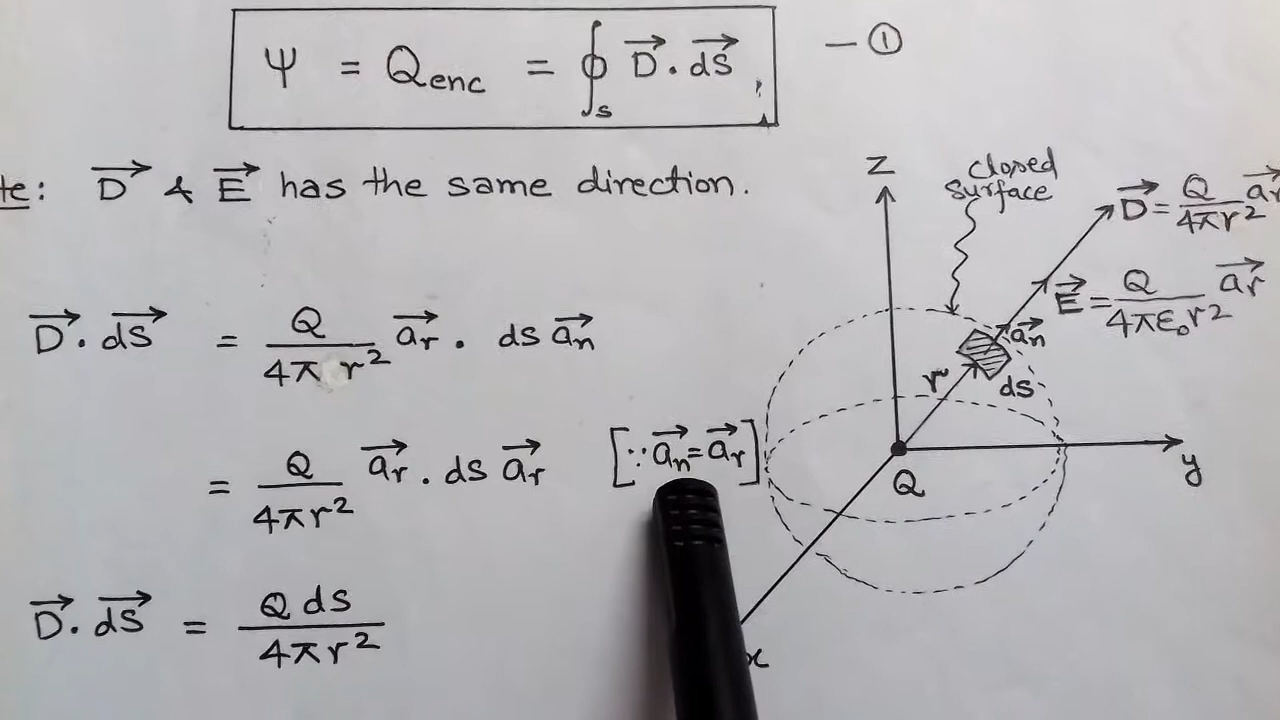 Ψ = Qenc = ∮s D⃗ . dS⃗ , — ①
te: D⃗ & E⃗ has the same direction.
D⃗ . dS⃗ = Q / 4πr² a⃗r . ds a⃗n
= Q / 4πr² a⃗r . ds a⃗r [∵ a⃗n = a⃗r]
D⃗ . dS⃗ = Q ds / 4πr²
Z
closed
surface
D⃗ = Q / 4πr² a⃗r
E⃗ = Q / 4πε₀r² a⃗r
a⃗n
r
ds
Q
y
x